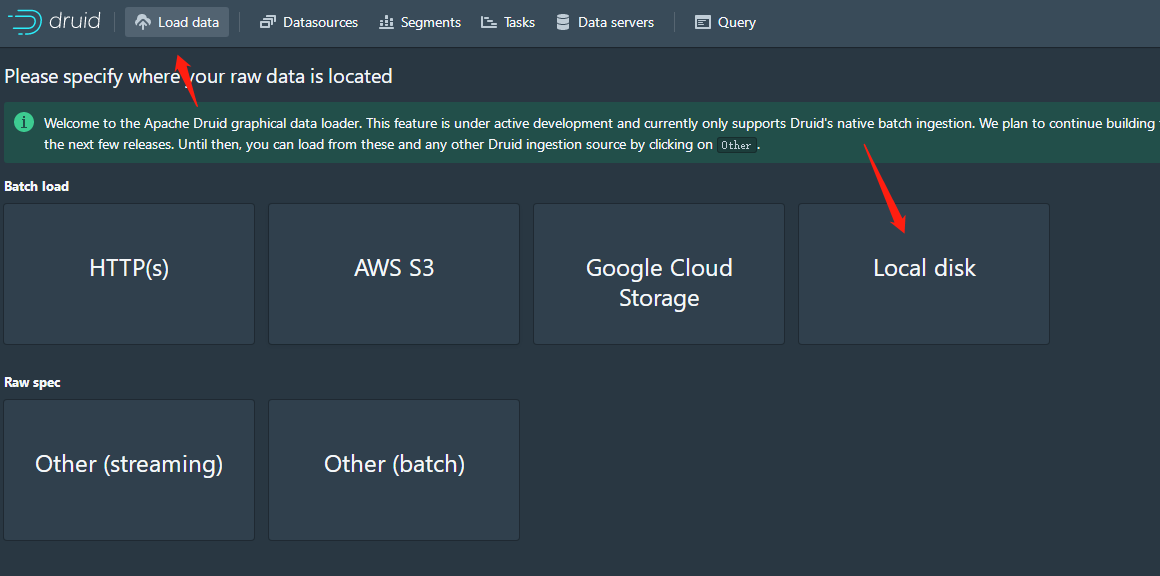 druid Load data Datasources Segments Tasks Data servers Query
Please specify where your raw data is located
Welcome to the Apache Druid graphical data loader. This feature is under active development and currently only supports Druid's native batch ingestion. We plan to continue building
the next few releases. Until then, you can load from these and any other Druid ingestion source by clicking on Other .
Batch load
HTTP(s)
AWS S3
Google Cloud
Storage
Local disk
Raw spec
Other (streaming)
Other (batch)